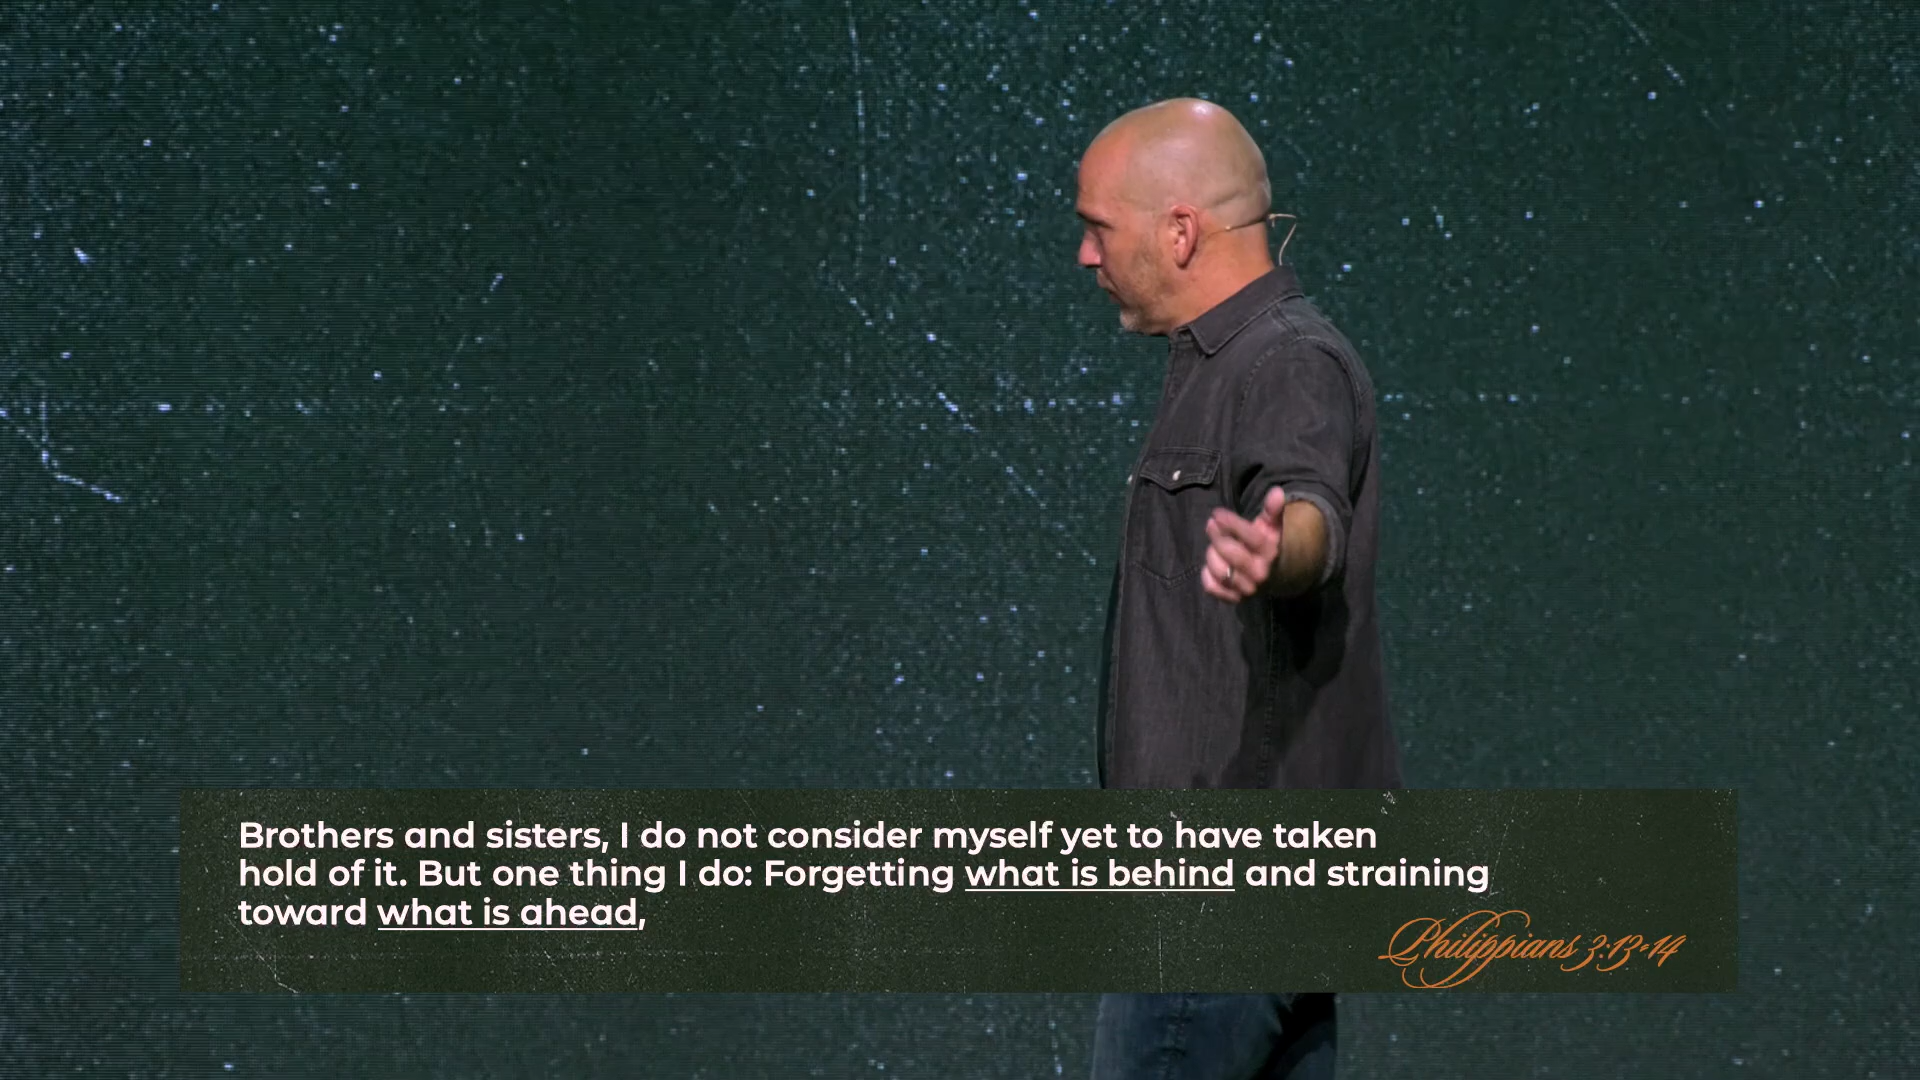 Brothers and sisters, I do not consider myself yet to have taken
hold of it. But one thing I do: Forgetting what is behind and straining
toward what is ahead,
Philippians 3:13-14